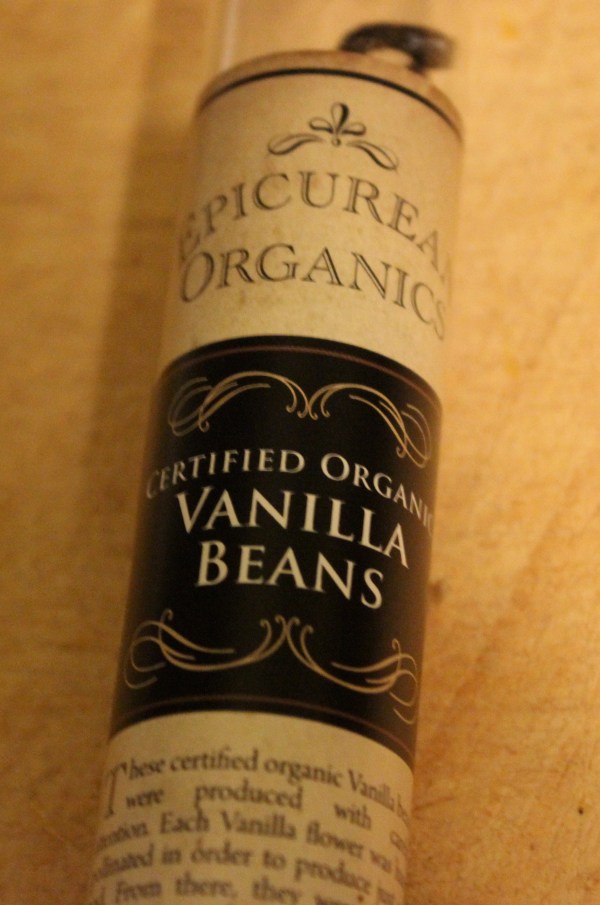 EPICUREA
ORGANICS
CERTIFIED ORGANIC
VANILLA
BEANS
These certified organic Vanilla
were produced with
Each Vanilla flower was
in order to produce
From there, they